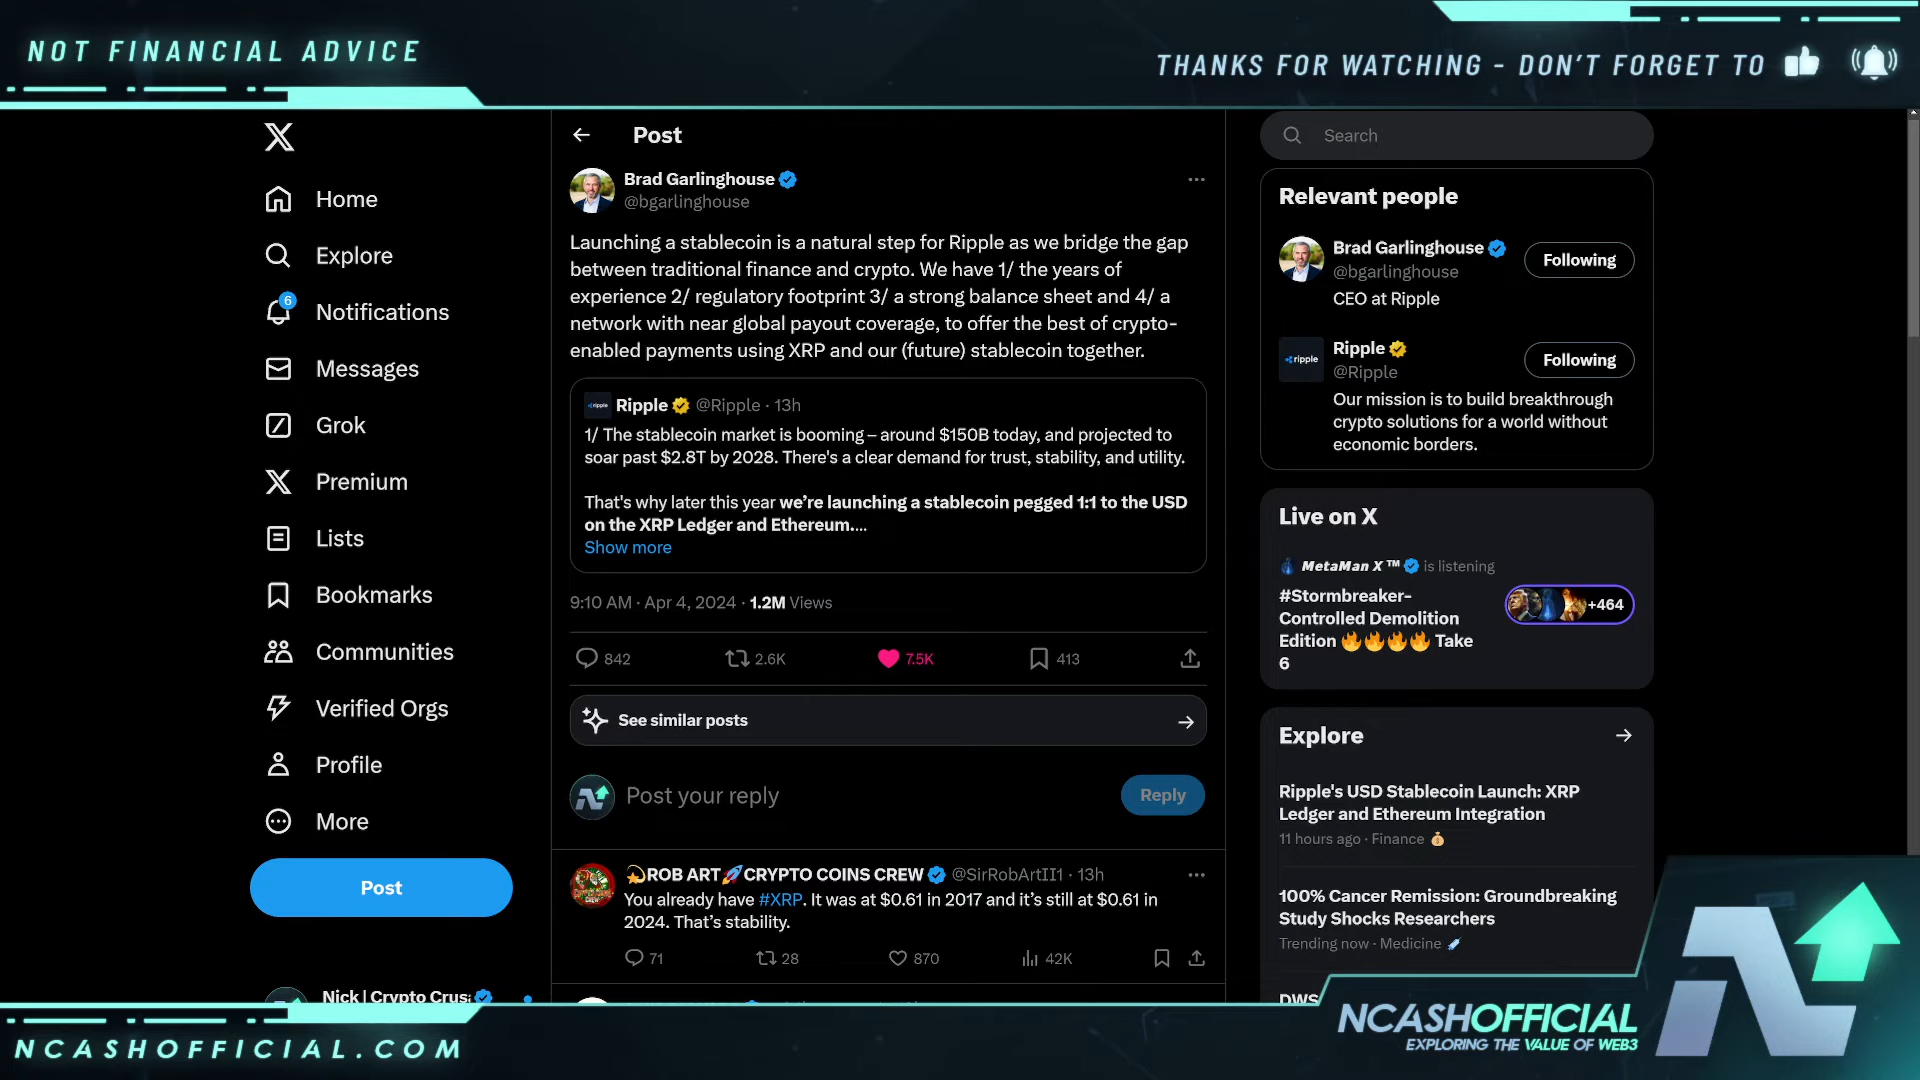 NOT FINANCIAL ADVICE
THANKS FOR WATCHING - DON'T FORGET TO
Home
Explore
6
Notifications
Messages
Grok
Premium
Lists
Bookmarks
Communities
Verified Orgs
Profile
More
Post
Nick | Crypto Crus
Post
Brad Garlinghouse
@bgarlinghouse
Launching a stablecoin is a natural step for Ripple as we bridge the gap
between traditional finance and crypto. We have 1/ the years of
experience 2/ regulatory footprint 3/ a strong balance sheet and 4/ a
network with near global payout coverage, to offer the best of crypto-
enabled payments using XRP and our (future) stablecoin together.
ripple Ripple @Ripple · 13h
1/ The stablecoin market is booming – around $150B today, and projected to
soar past $2.8T by 2028. There's a clear demand for trust, stability, and utility.
That's why later this year we're launching a stablecoin pegged 1:1 to the USD
on the XRP Ledger and Ethereum....
Show more
9:10 AM · Apr 4, 2024 · 1.2M Views
842 2.6K 7.5K 413
See similar posts
Post your reply
Reply
💫ROB ART🚀CRYPTO COINS CREW @SirRobArtII1 · 13h
You already have #XRP. It was at $0.61 in 2017 and it's still at $0.61 in
2024. That's stability.
71 28 870 42K
Search
Relevant people
Brad Garlinghouse
@bgarlinghouse
Following
CEO at Ripple
ripple
Ripple
@Ripple
Following
Our mission is to build breakthrough
crypto solutions for a world without
economic borders.
Live on X
MetaMan X ™ is listening
#Stormbreaker-
Controlled Demolition
Edition 🔥🔥🔥🔥 Take
6
+464
Explore
Ripple's USD Stablecoin Launch: XRP
Ledger and Ethereum Integration
11 hours ago · Finance 💰
100% Cancer Remission: Groundbreaking
Study Shocks Researchers
Trending now · Medicine
DWS
NCASHOFFICIAL.COM
NCASHOFFICIAL
EXPLORING THE VALUE OF WEB3